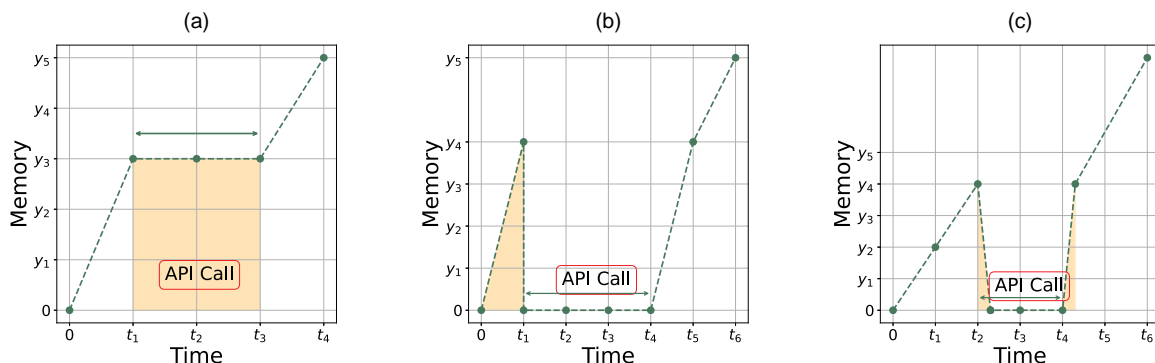 (a)
y5
y4
y3
y2
y1
0
Memory
API Call
0 t1 t2 t3 t4
Time
(b)
y5
y4
y3
y2
y1
0
Memory
API Call
0 t1 t2 t3 t4 t5 t6
Time
(c)
y5
y4
y3
y2
y1
0
Memory
API Call
0 t1 t2 t3 t4 t5 t6
Time